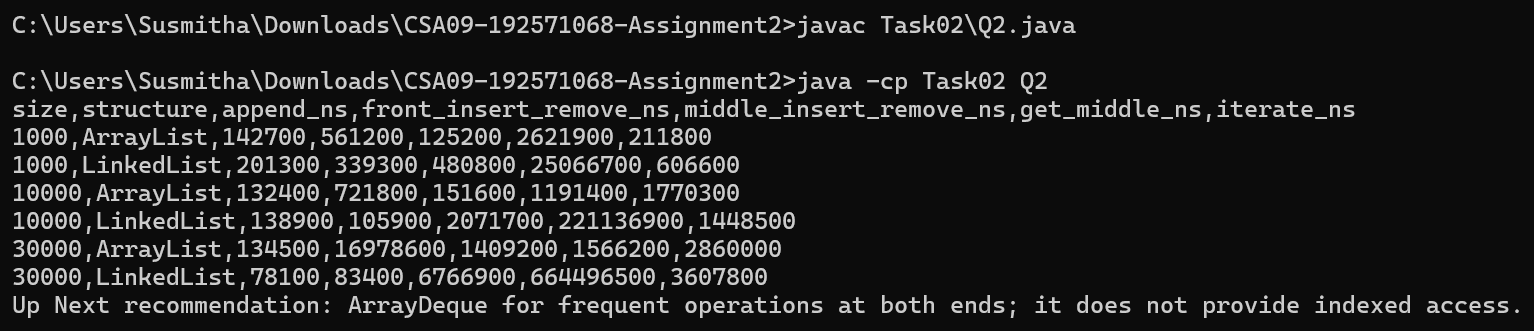 C:\Users\Susmitha\Downloads\CSA09-192571068-Assignment2>javac Task02\Q2.java
C:\Users\Susmitha\Downloads\CSA09-192571068-Assignment2>java -cp Task02 Q2
size,structure,append_ns,front_insert_remove_ns,middle_insert_remove_ns,get_middle_ns,iterate_ns
1000,ArrayList,142700,561200,125200,2621900,211800
1000,LinkedList,201300,339300,480800,25066700,606600
10000,ArrayList,132400,721800,151600,1191400,1770300
10000,LinkedList,138900,105900,2071700,221136900,1448500
30000,ArrayList,134500,16978600,1409200,1566200,2860000
30000,LinkedList,78100,83400,6766900,664496500,3607800
Up Next recommendation: ArrayDeque for frequent operations at both ends; it does not provide indexed access.